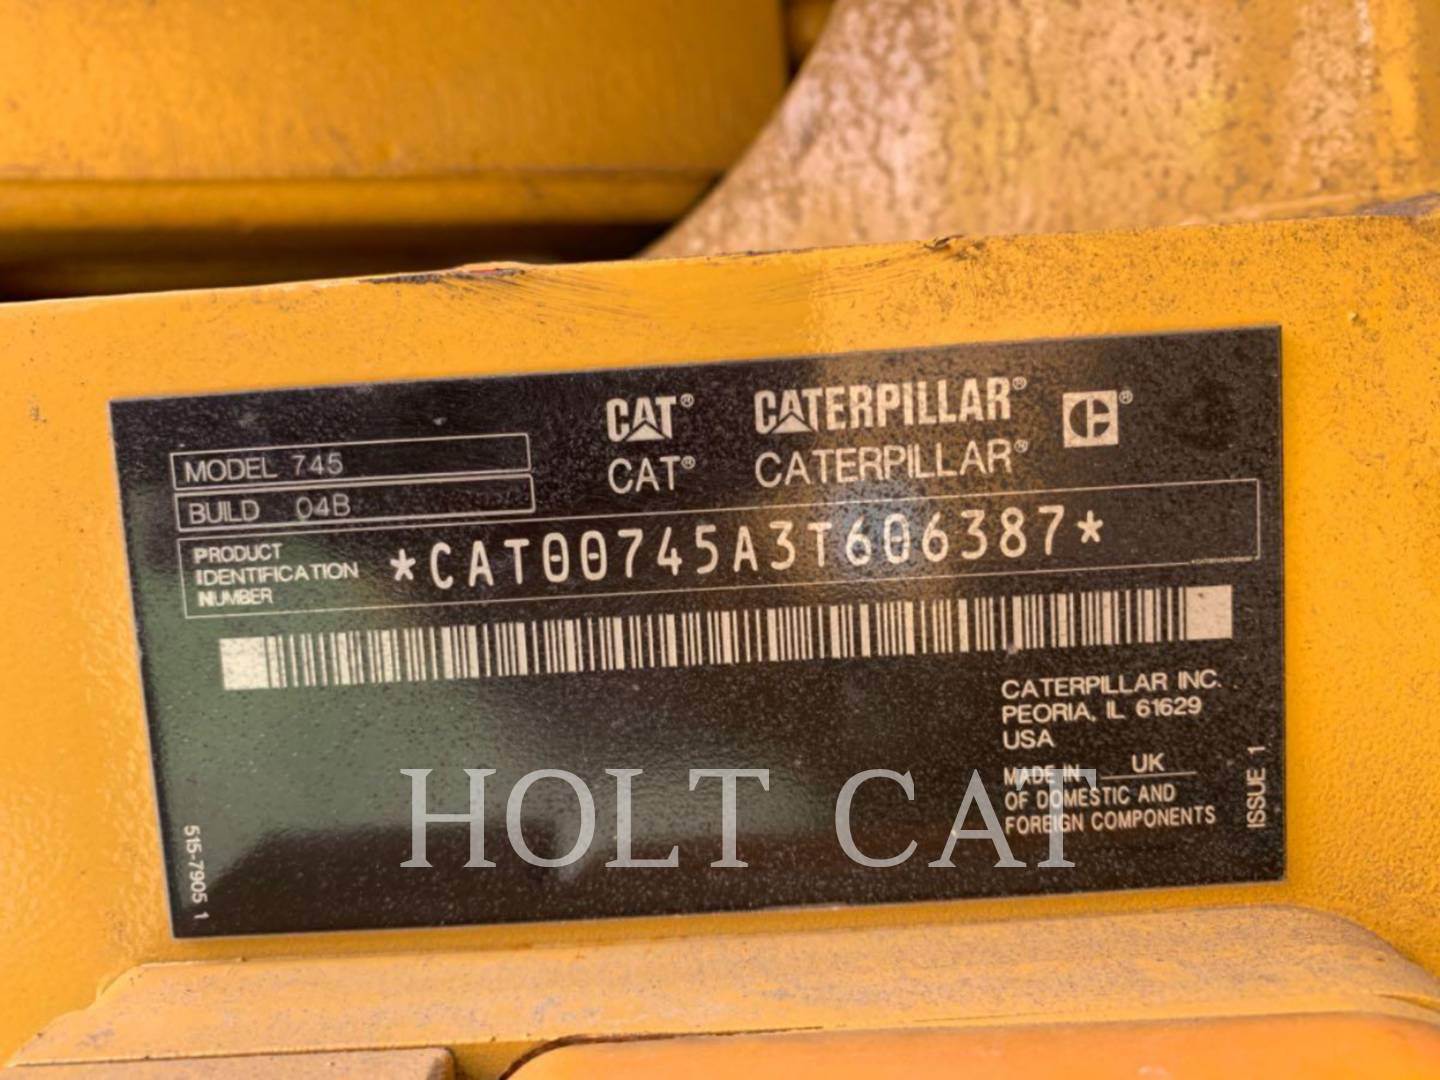 CAT® CATERPILLAR® C®
CAT® CATERPILLAR®
MODEL 745
BUILD 04B
PRODUCT
IDENTIFICATION
NUMBER
*CAT00745A3T606387*
CATERPILLAR INC.
PEORIA, IL 61629
USA
MADE IN UK
OF DOMESTIC AND
FOREIGN COMPONENTS
ISSUE 1
515-7905 1
HOLT CAT